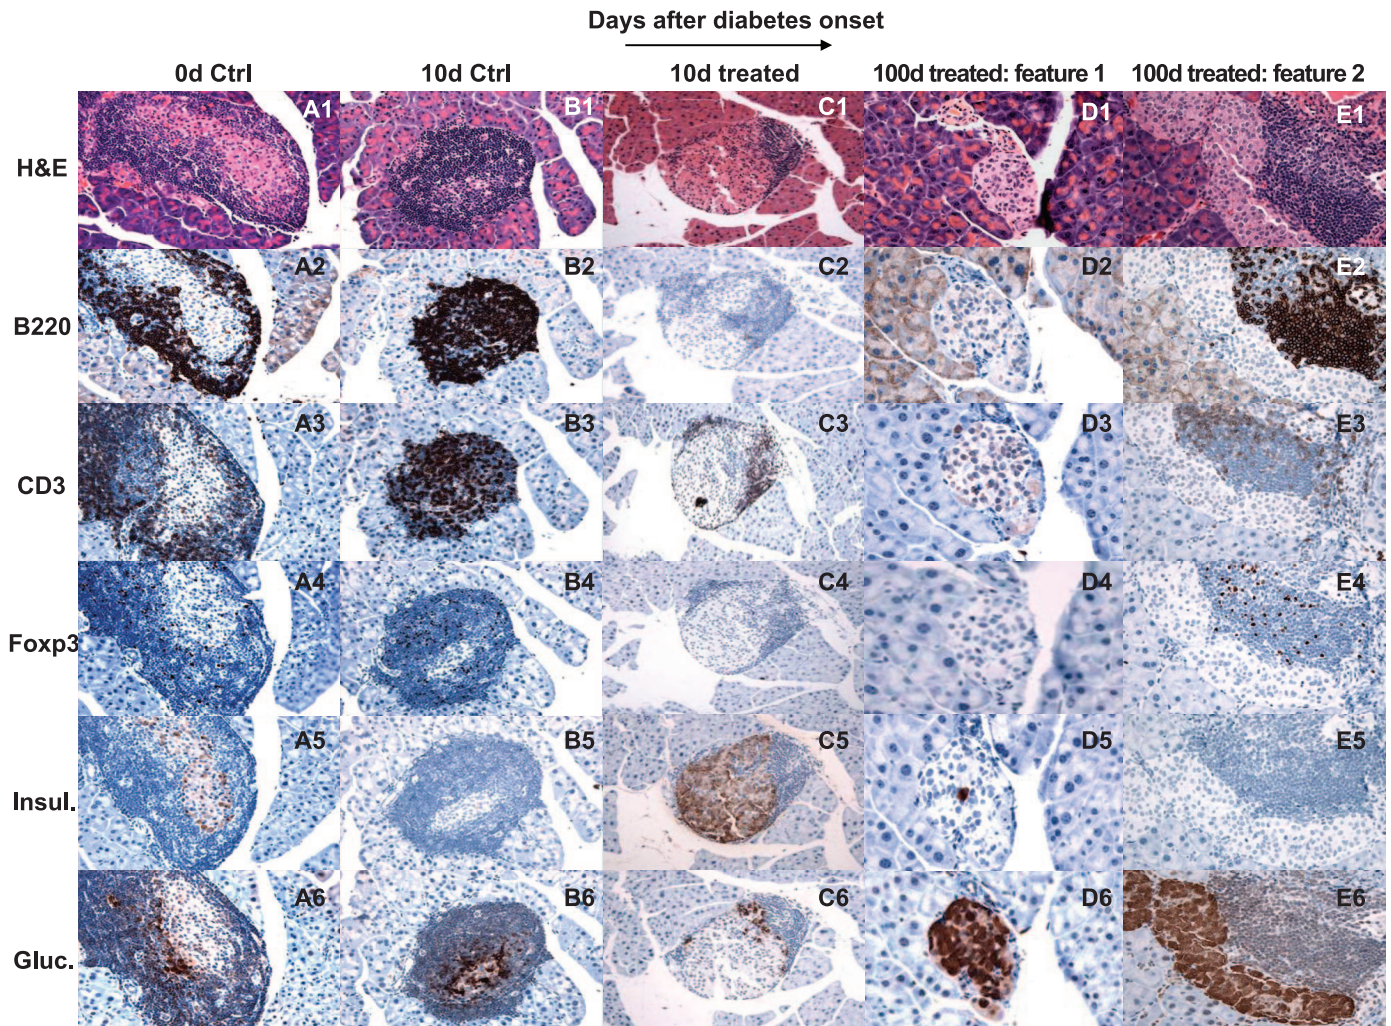 Days after diabetes onset
0d Ctrl 10d Ctrl 10d treated 100d treated: feature 1 100d treated: feature 2
H&E A1 B1 C1 D1 E1
B220 A2 B2 C2 D2 E2
CD3 A3 B3 C3 D3 E3
Foxp3 A4 B4 C4 D4 E4
Insul. A5 B5 C5 D5 E5
Gluc. A6 B6 C6 D6 E6